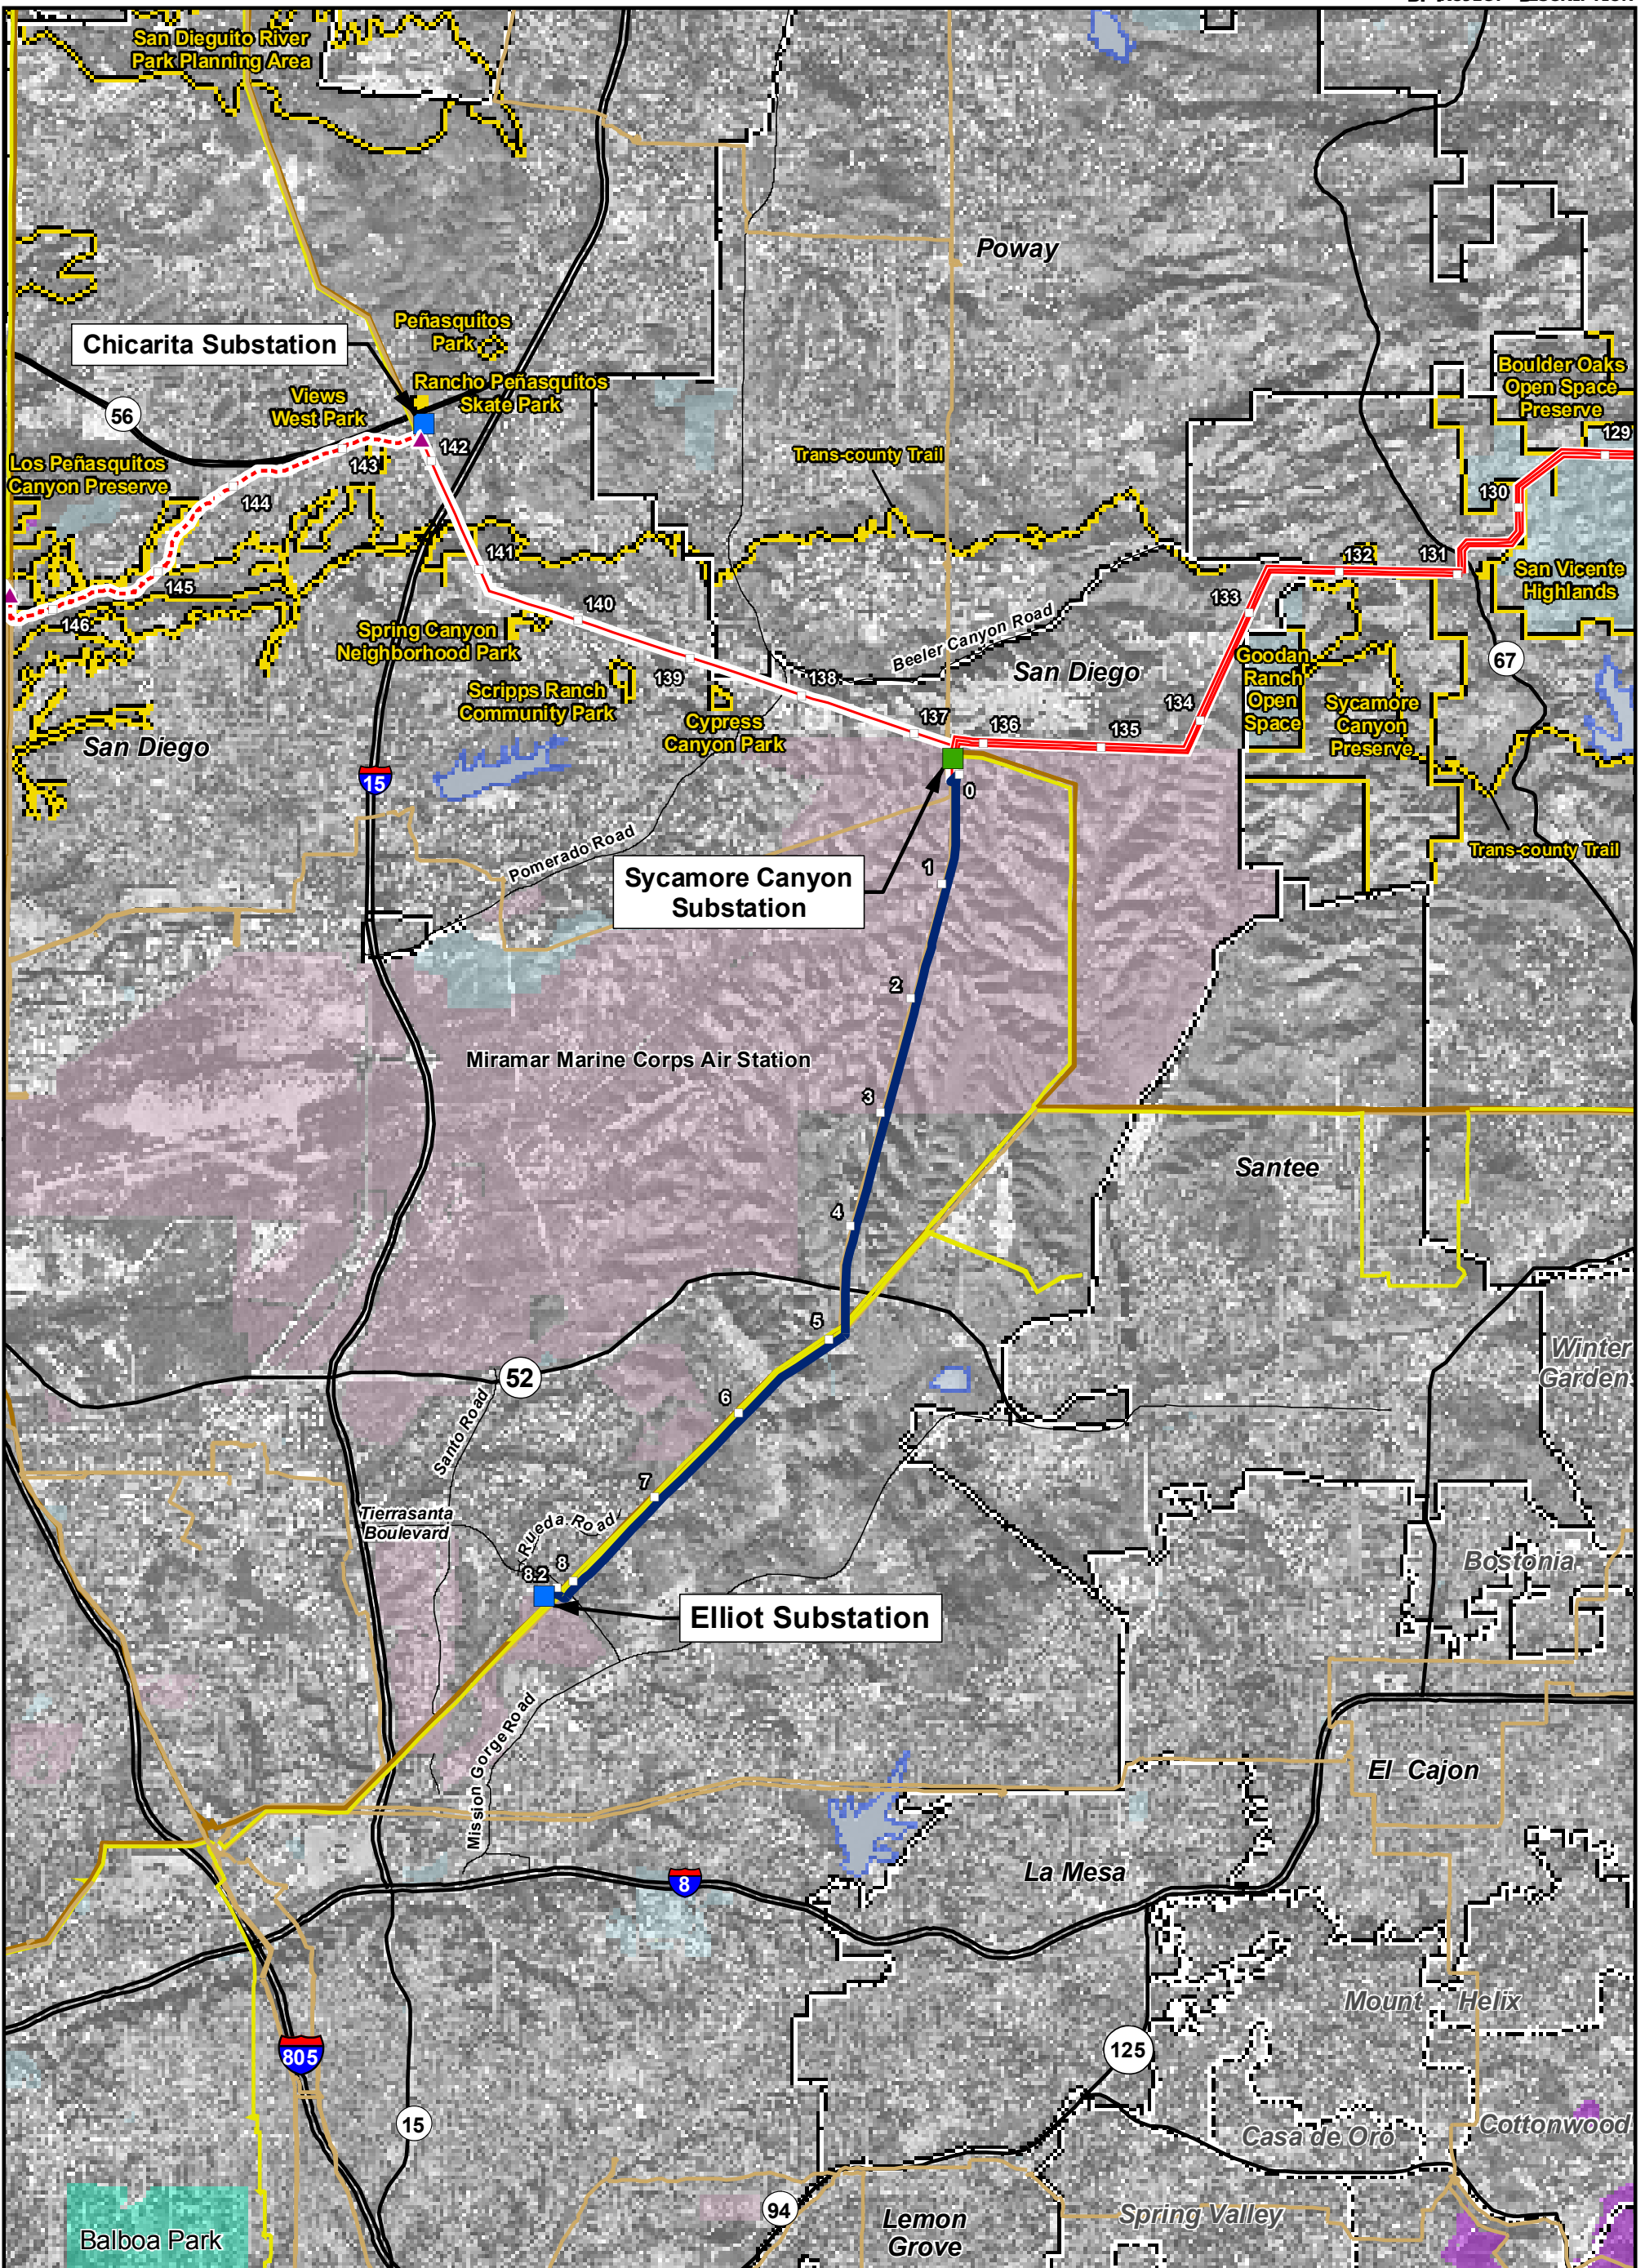 San Dieguito River
Park Planning Area
Poway
Chicarita Substation
Peñasquitos
Park
Views
West Park
Rancho Peñasquitos
Skate Park
56
Boulder Oaks
Open Space
Preserve
129
142
143
Los Peñasquitos
Canyon Preserve
144
Trans-county Trail
130
141
132
131
145
San Vicente
Highlands
133
140
146
Spring Canyon
Neighborhood Park
Beeler Canyon Road
San Diego
Goodan
Ranch
Open
Space
67
139
138
Scripps Ranch
Community Park
Cypress
Canyon Park
134
Sycamore
Canyon
Preserve
137
136
135
San Diego
15
0
Pomerado Road
Trans-county Trail
1
Sycamore Canyon
Substation
2
Miramar Marine Corps Air Station
3
Santee
4
5
Winter
Gardens
52
6
Santo Road
7
Tierrasanta
Boulevard
Rueda Road
Bostonia
8
8.2
Elliot Substation
Mission Gorge Road
El Cajon
La Mesa
8
Mount Helix
805
125
15
Casa de Oro
Cottonwood
94
Lemon
Grove
Spring Valley
Balboa Park